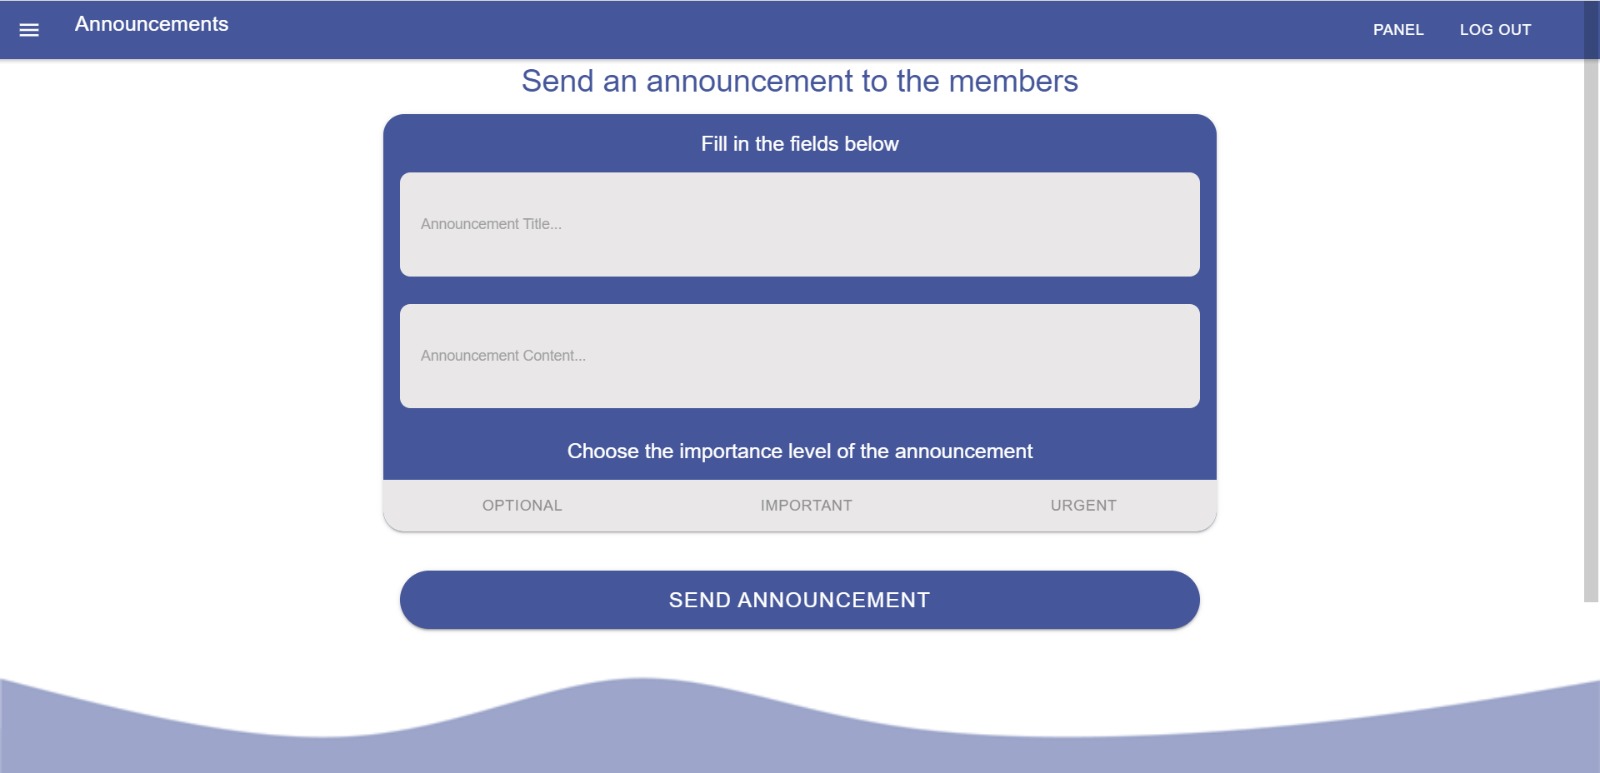 Announcements
PANEL
LOG OUT
Send an announcement to the members
Fill in the fields below
Announcement Title...
Announcement Content...
Choose the importance level of the announcement
OPTIONAL
IMPORTANT
URGENT
SEND ANNOUNCEMENT